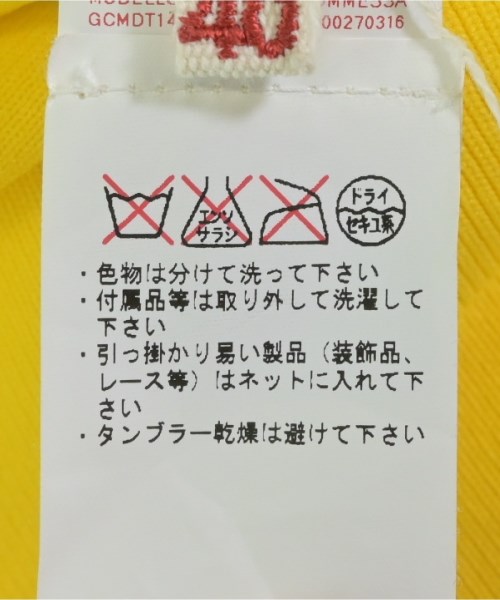 GCMDT14
40
00270316
エンソ
サラシ
ドライ
セキユ系
・色物は分けて洗って下さい
・付属品等は取り外して洗濯して
下さい
・引っ掛かり易い製品（装飾品、
レース等）はネットに入れて下
さい
・タンブラー乾燥は避けて下さい